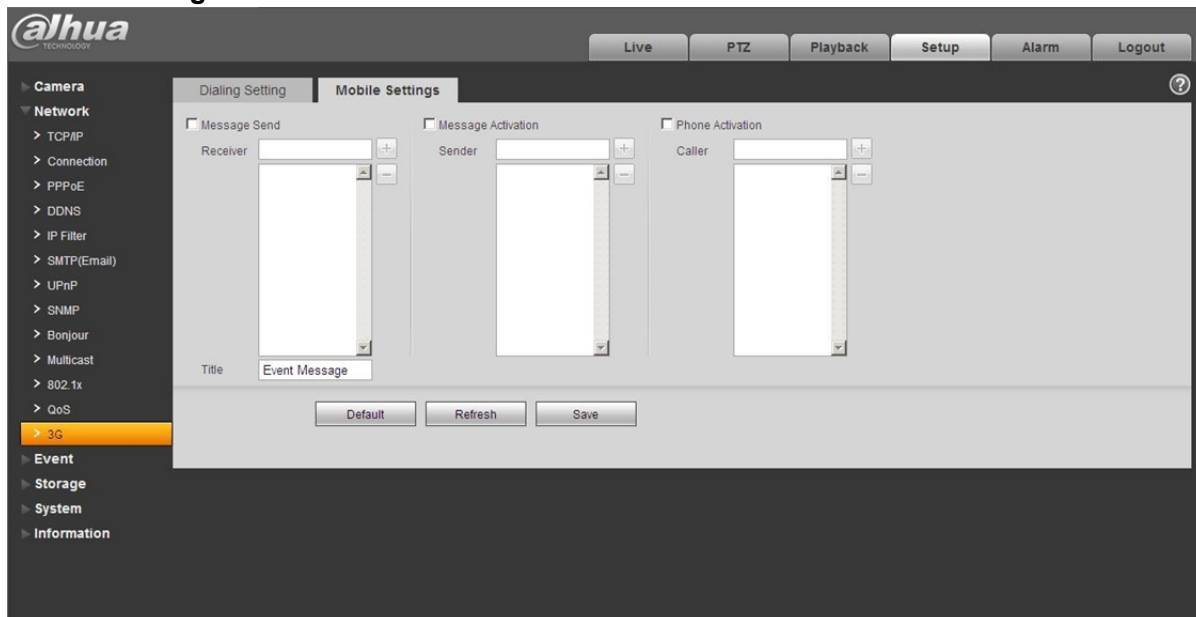 alhua
TECHNOLOGY
Live PTZ Playback Setup Alarm Logout
Camera
Network
> TCP/IP
> Connection
> PPPoE
> DDNS
> IP Filter
> SMTP(Email)
> UPnP
> SNMP
> Bonjour
> Multicast
> 802.1x
> QoS
> 3G
Event
Storage
System
Information
Dialing Setting Mobile Settings ?
Message Send Message Activation Phone Activation
Receiver + Sender + Caller +
− − −
Title Event Message
Default Refresh Save